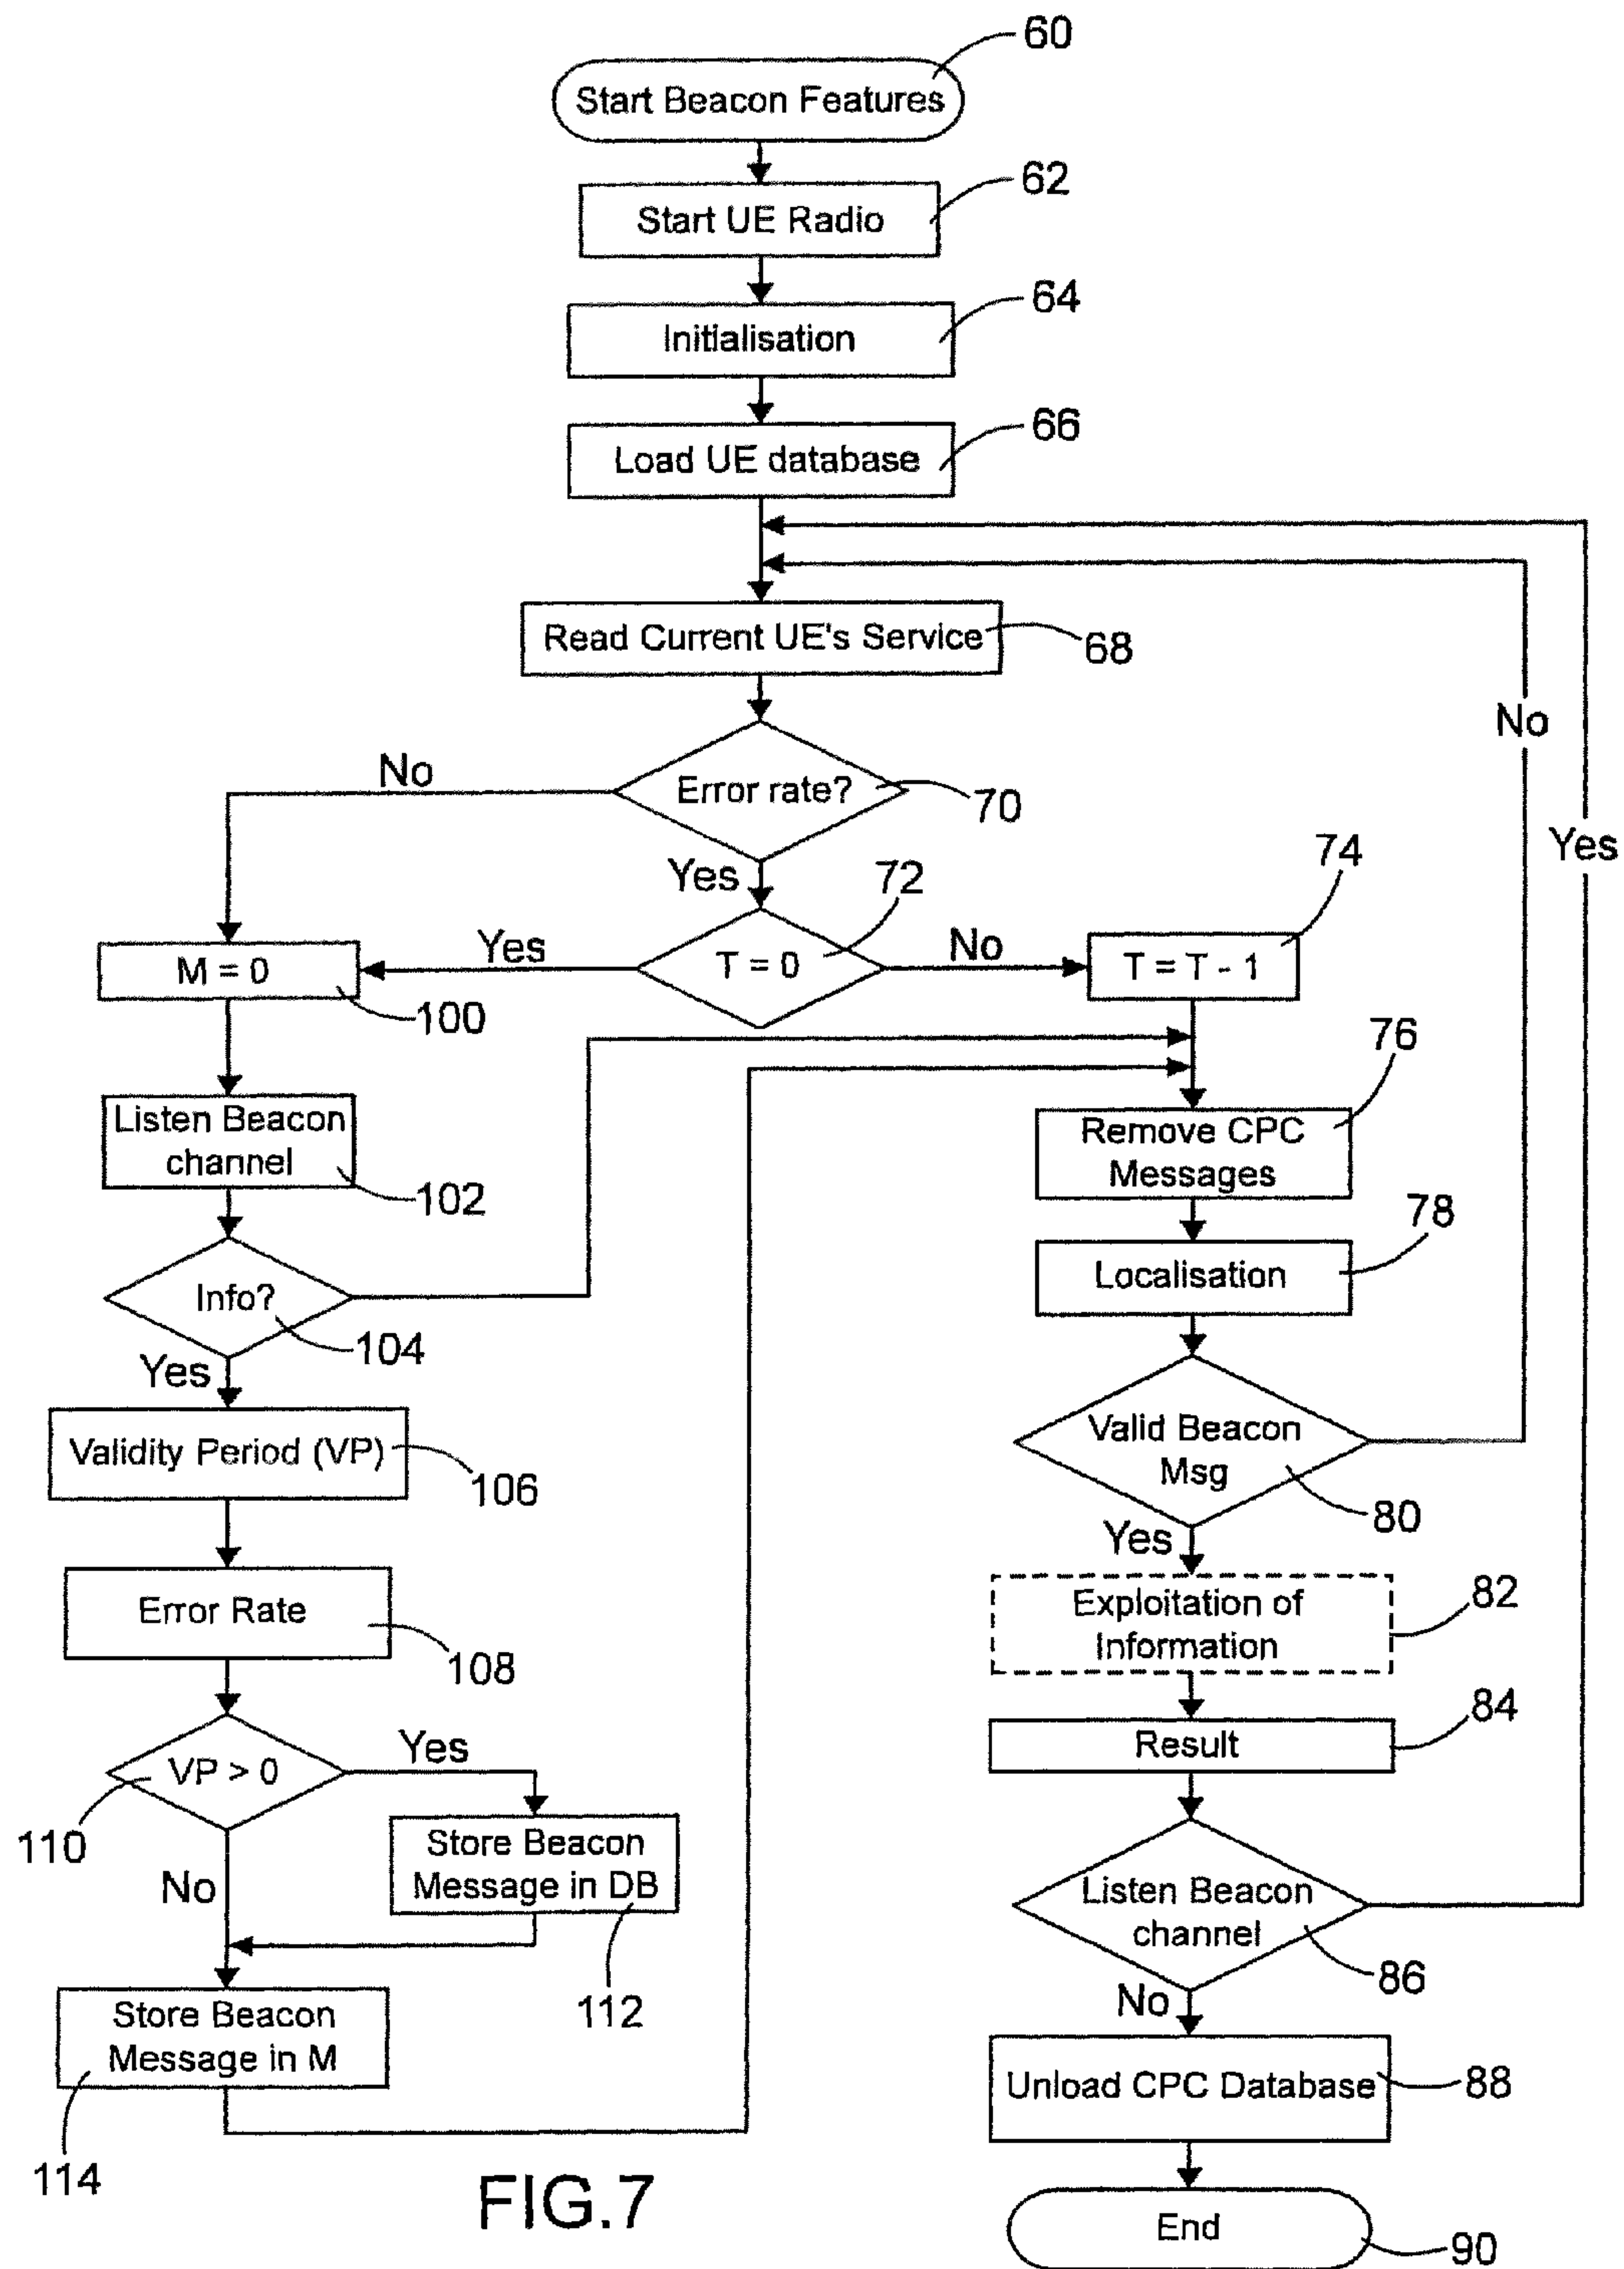 60
Start Beacon Features
62
Start UE Radio
64
Initialisation
66
Load UE database
Read Current UE's Service
68
No
Error rate?
70
No
Yes
Yes
72
74
Yes
T = 0
No
T = T - 1
M = 0
100
76
Listen Beacon
channel
102
Remove CPC
Messages
78
Localisation
Info?
104
Yes
Validity Period (VP)
106
Valid Beacon
Msg
80
Yes
Error Rate
108
Exploitation of
Information
82
84
Result
VP > 0
Yes
110
No
Store Beacon
Message in DB
112
Listen Beacon
channel
86
No
Store Beacon
Message in M
114
Unload CPC Database
88
End
90
FIG.7